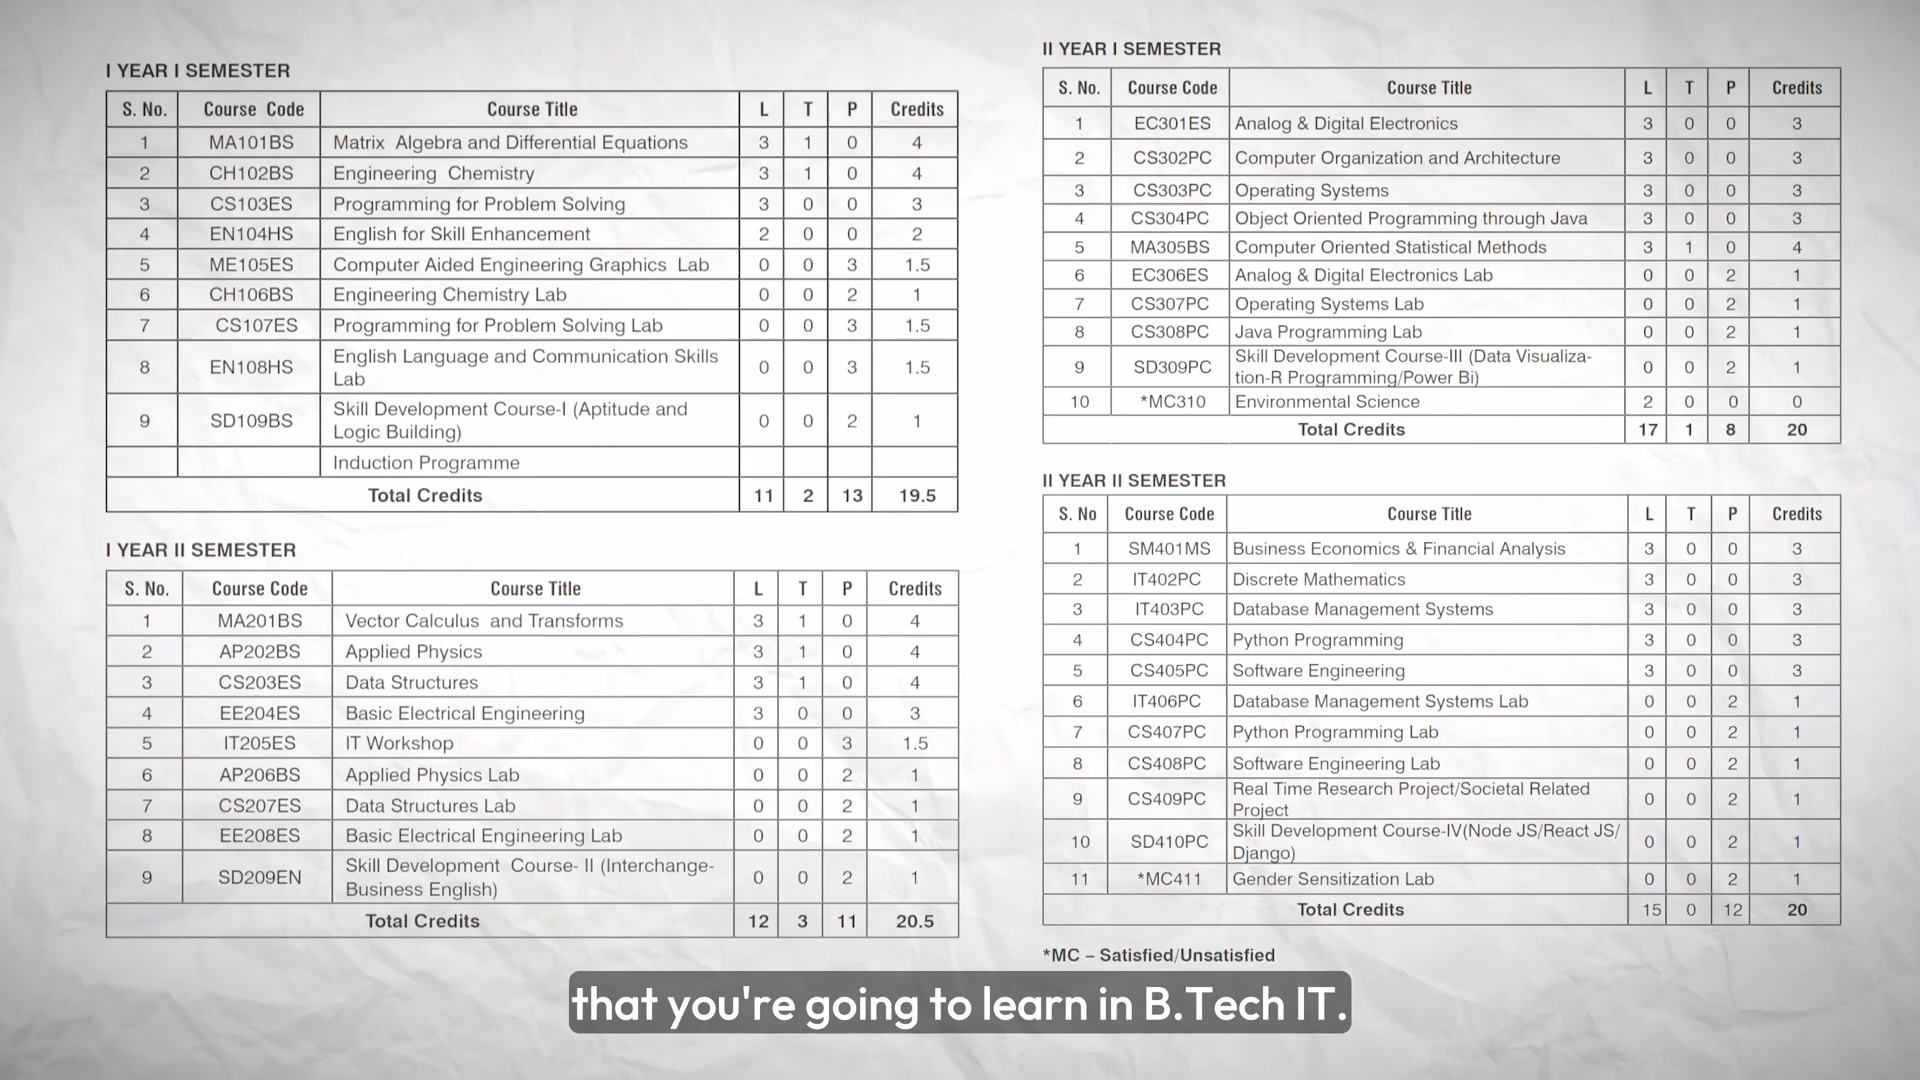 I YEAR I SEMESTER
S. No. Course Code Course Title L T P Credits
1 MA101BS Matrix Algebra and Differential Equations 3 1 0 4
2 CH102BS Engineering Chemistry 3 1 0 4
3 CS103ES Programming for Problem Solving 3 0 0 3
4 EN104HS English for Skill Enhancement 2 0 0 2
5 ME105ES Computer Aided Engineering Graphics Lab 0 0 3 1.5
6 CH106BS Engineering Chemistry Lab 0 0 2 1
7 CS107ES Programming for Problem Solving Lab 0 0 3 1.5
8 EN108HS English Language and Communication Skills
Lab 0 0 3 1.5
9 SD109BS Skill Development Course-I (Aptitude and
Logic Building) 0 0 2 1
Induction Programme
Total Credits 11 2 13 19.5
I YEAR II SEMESTER
S. No. Course Code Course Title L T P Credits
1 MA201BS Vector Calculus and Transforms 3 1 0 4
2 AP202BS Applied Physics 3 1 0 4
3 CS203ES Data Structures 3 1 0 4
4 EE204ES Basic Electrical Engineering 3 0 0 3
5 IT205ES IT Workshop 0 0 3 1.5
6 AP206BS Applied Physics Lab 0 0 2 1
7 CS207ES Data Structures Lab 0 0 2 1
8 EE208ES Basic Electrical Engineering Lab 0 0 2 1
9 SD209EN Skill Development Course- II (Interchange-
Business English) 0 0 2 1
Total Credits 12 3 11 20.5
II YEAR I SEMESTER
S. No. Course Code Course Title L T P Credits
1 EC301ES Analog & Digital Electronics 3 0 0 3
2 CS302PC Computer Organization and Architecture 3 0 0 3
3 CS303PC Operating Systems 3 0 0 3
4 CS304PC Object Oriented Programming through Java 3 0 0 3
5 MA305BS Computer Oriented Statistical Methods 3 1 0 4
6 EC306ES Analog & Digital Electronics Lab 0 0 2 1
7 CS307PC Operating Systems Lab 0 0 2 1
8 CS308PC Java Programming Lab 0 0 2 1
9 SD309PC Skill Development Course-III (Data Visualiza-
tion-R Programming/Power Bi) 0 0 2 1
10 *MC310 Environmental Science 2 0 0 0
Total Credits 17 1 8 20
II YEAR II SEMESTER
S. No Course Code Course Title L T P Credits
1 SM401MS Business Economics & Financial Analysis 3 0 0 3
2 IT402PC Discrete Mathematics 3 0 0 3
3 IT403PC Database Management Systems 3 0 0 3
4 CS404PC Python Programming 3 0 0 3
5 CS405PC Software Engineering 3 0 0 3
6 IT406PC Database Management Systems Lab 0 0 2 1
7 CS407PC Python Programming Lab 0 0 2 1
8 CS408PC Software Engineering Lab 0 0 2 1
9 CS409PC Real Time Research Project/Societal Related
Project 0 0 2 1
10 SD410PC Skill Development Course-IV(Node JS/React JS/
Django) 0 0 2 1
11 *MC411 Gender Sensitization Lab 0 0 2 1
Total Credits 15 0 12 20
*MC – Satisfied/Unsatisfied
that you're going to learn in B.Tech IT.